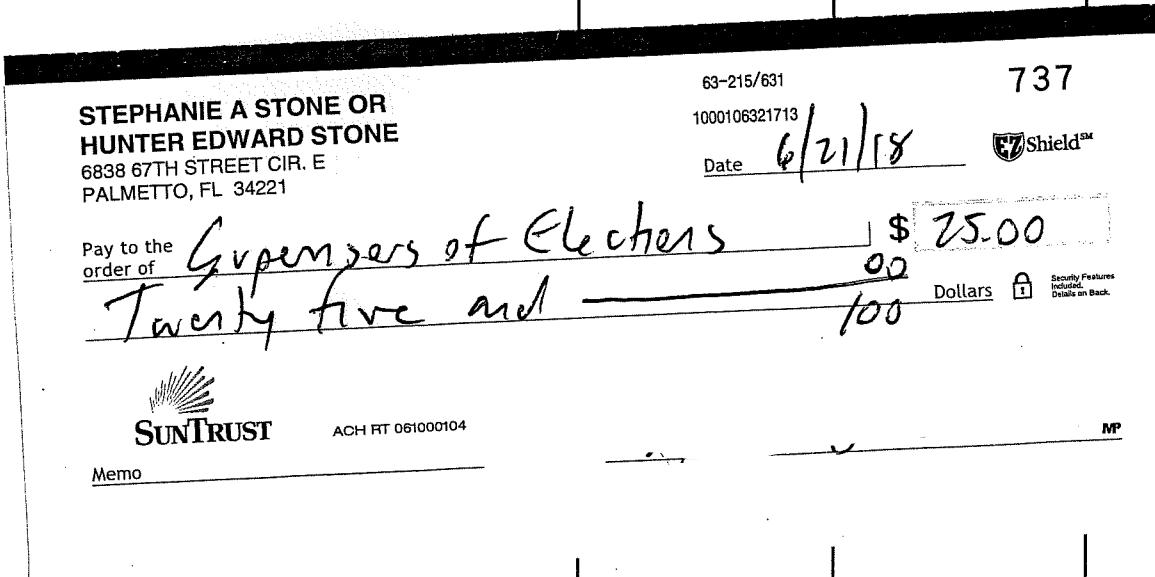 63-215/631
737
STEPHANIE A STONE OR
HUNTER EDWARD STONE
6838 67TH STREET CIR. E
PALMETTO, FL 34221
1000106321713
Date 6/21/18
EZShield SM
Pay to the order of of Elections $ 25.00
Twenty five and 00/100 Dollars
Security Features Included. Details on Back.
SUNTRUST
ACH RT 061000104
Memo
MP